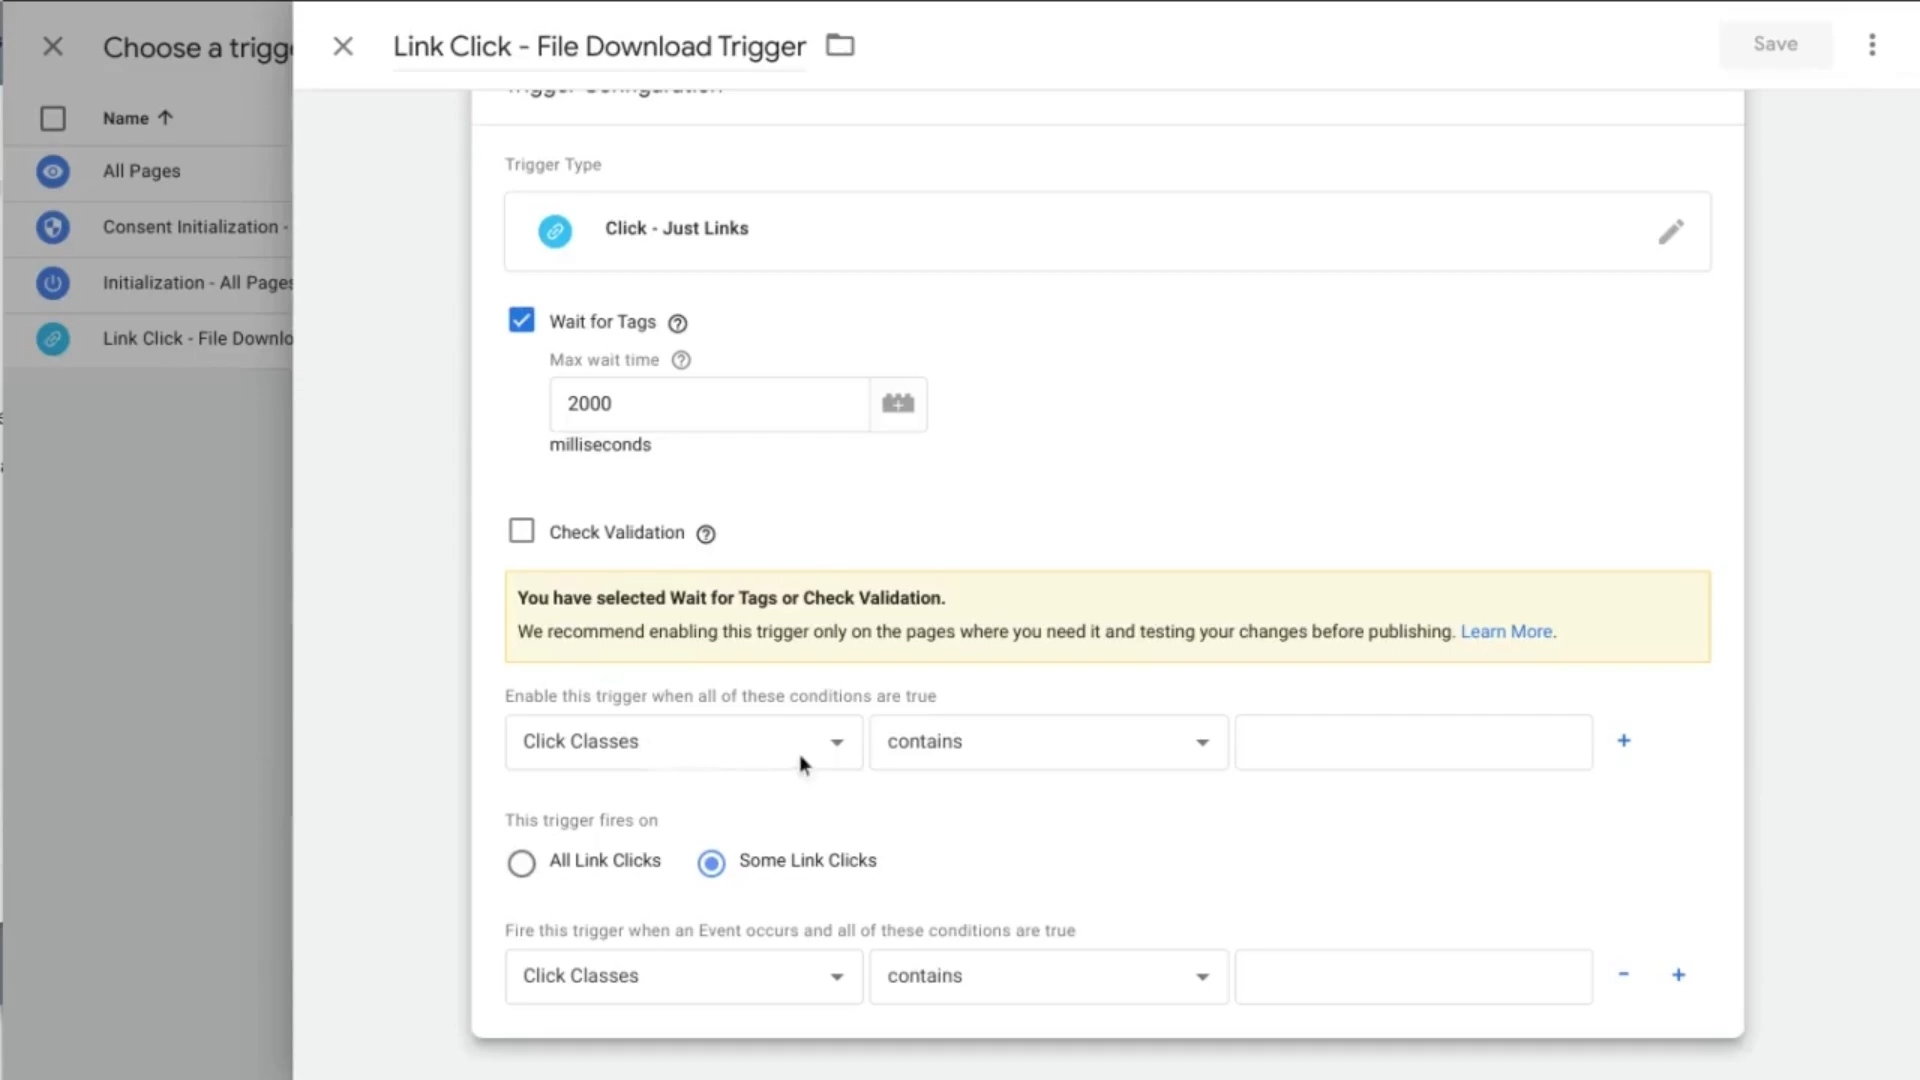 Choose a trigge
Name
All Pages
Consent Initialization -
Initialization - All Pages
Link Click - File Downlo
Link Click - File Download Trigger
Save
Trigger Configuration
Trigger Type
Click - Just Links
Wait for Tags
Max wait time
2000
milliseconds
Check Validation
You have selected Wait for Tags or Check Validation.
We recommend enabling this trigger only on the pages where you need it and testing your changes before publishing. Learn More.
Enable this trigger when all of these conditions are true
Click Classes contains +
This trigger fires on
All Link Clicks Some Link Clicks
Fire this trigger when an Event occurs and all of these conditions are true
Click Classes contains - +